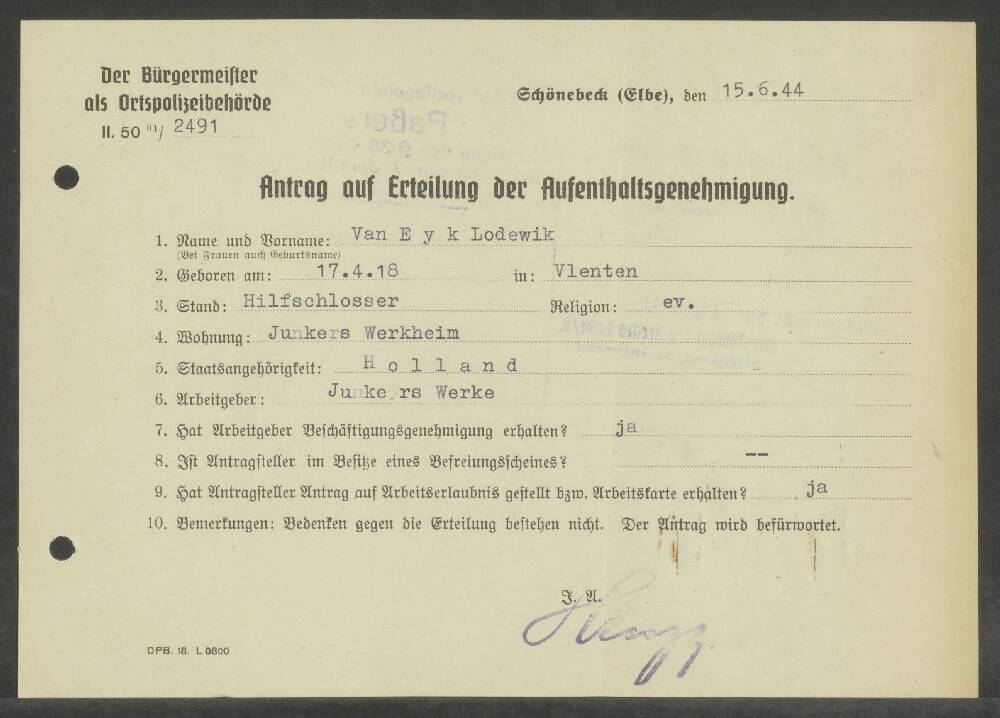 Der Bürgermeister
als Ortspolizeibehörde
II. 50 01/ 2491
Schönebeck (Elbe), den 15.6.44
Antrag auf Erteilung der Aufenthaltsgenehmigung.
1. Name und Vorname: Van E y k Lodewik
(Bei Frauen auch Geburtsname)
2. Geboren am: 17.4.18 in: Vlenten
3. Stand: Hilfschlosser Religion: ev.
4. Wohnung: Junkers Werkheim
5. Staatsangehörigkeit: H o l l a n d
6. Arbeitgeber: Junkers Werke
7. Hat Arbeitgeber Beschäftigungsgenehmigung erhalten? ja
8. Ist Antragsteller im Besitze eines Befreiungsscheines? --
9. Hat Antragsteller Antrag auf Arbeitserlaubnis gestellt bzw. Arbeitskarte erhalten? ja
10. Bemerkungen: Bedenken gegen die Erteilung bestehen nicht. Der Antrag wird befürwortet.
I. A.
DPB. 18. L 0800